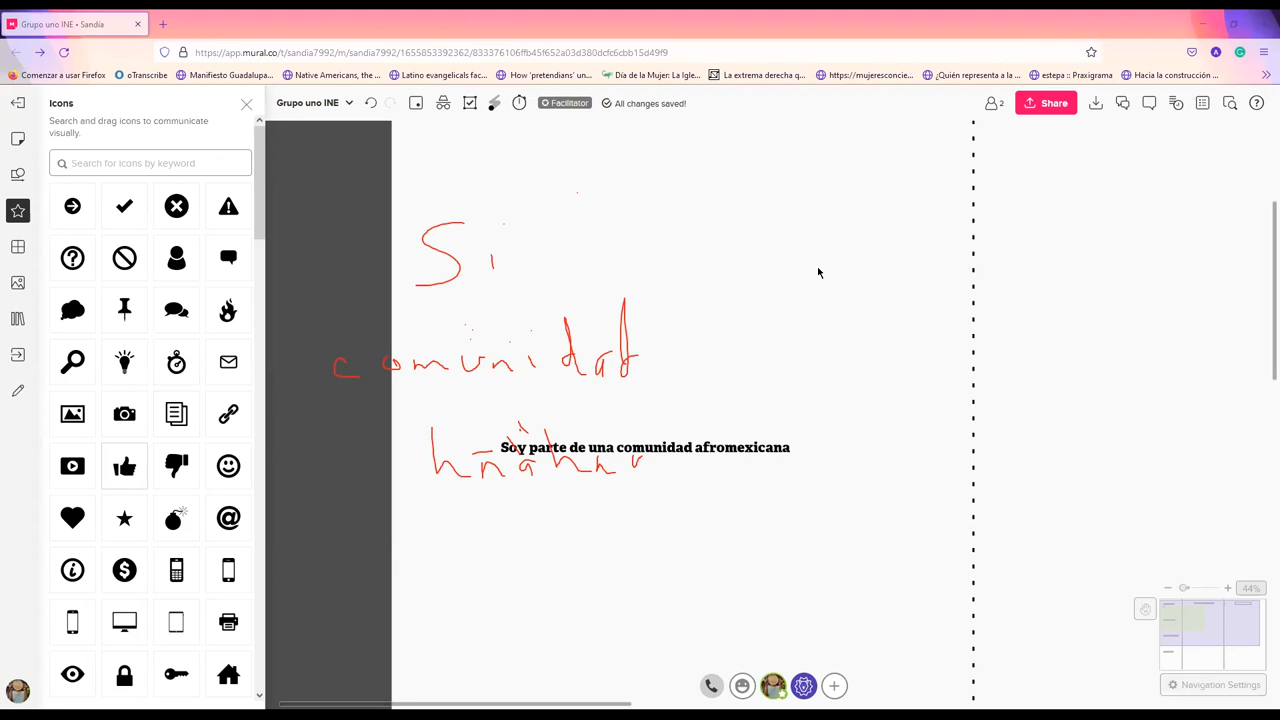 Grupo uno INE • Sandía
https://app.mural.co/t/sandia7992/m/sandia7992/1655853392362/833376106ffb45f652a03d380dcfc6cbb15d49f9
Comenzar a usar Firefox oTranscribe Manifiesto Guadalupa... Native Americans, the... Latino evangelicals fac... How 'pretendians' un... Día de la Mujer: La Igle... La extrema derecha q... https://mujeresconcie... ¿Quién representa a la ... estepa :: Praxigrama Hacia la construcción ...
Icons
Grupo uno INE
Facilitator
All changes saved!
2
Share
Search and drag icons to communicate
visually.
Search for icons by keyword
Si
comunidad
Soy parte de una comunidad afromexicana
44%
Navigation Settings